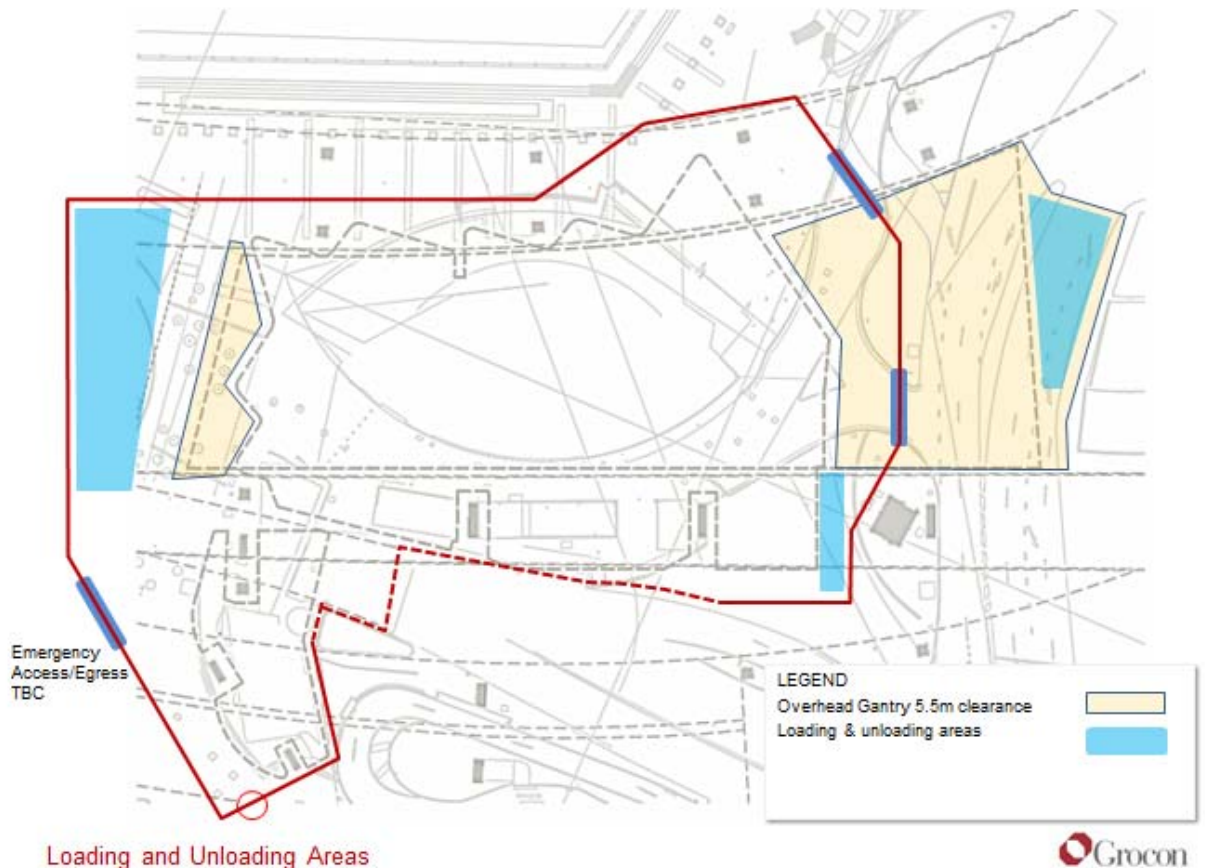 Emergency
Access/Egress
TBC
LEGEND
Overhead Gantry 5.5m clearance
Loading & unloading areas
Loading and Unloading Areas
Grocon